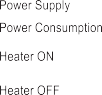 Power Supply
Power Consumption
Heater ON
Heater OFF